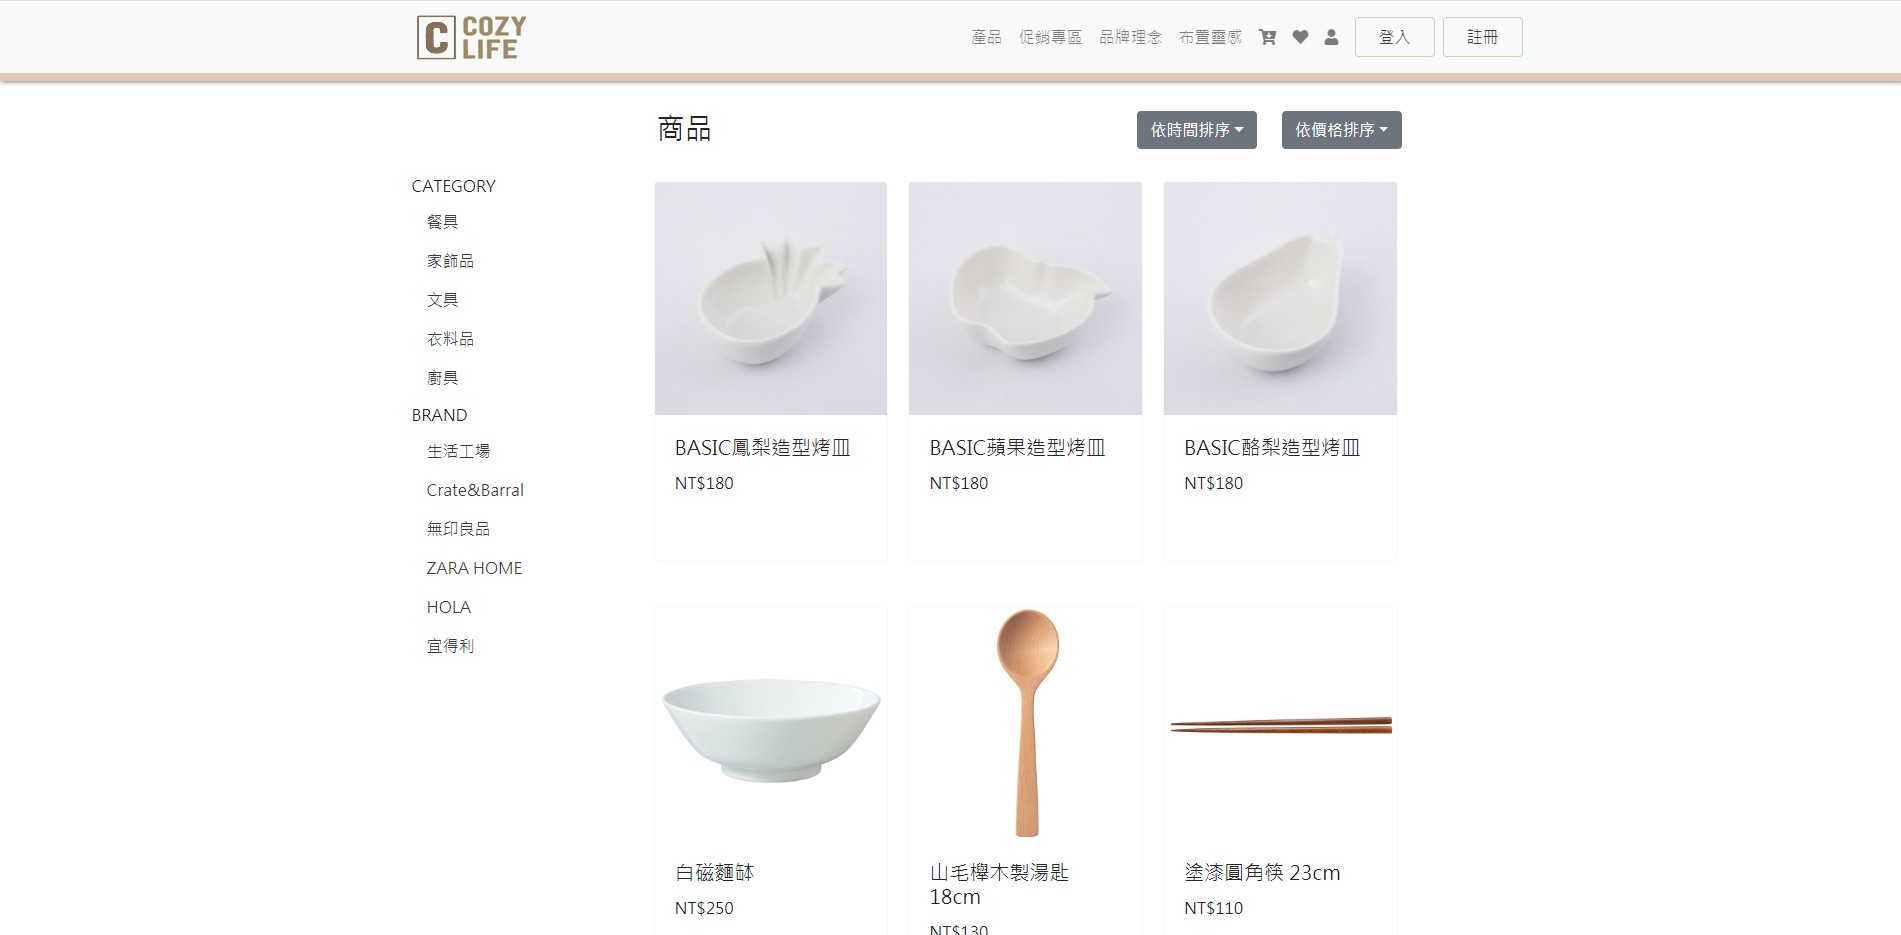 C COZY LIFE
產品 促銷專區 品牌理念 布置靈感 登入 註冊
商品 依時間排序 依價格排序
CATEGORY
餐具
家飾品
文具
衣料品
廚具
BRAND
生活工場
Crate&Barral
無印良品
ZARA HOME
HOLA
宜得利
BASIC鳳梨造型烤皿
NT$180
BASIC蘋果造型烤皿
NT$180
BASIC酪梨造型烤皿
NT$180
白磁麵缽
NT$250
山毛櫸木製湯匙
18cm
NT$130
塗漆圓角筷 23cm
NT$110